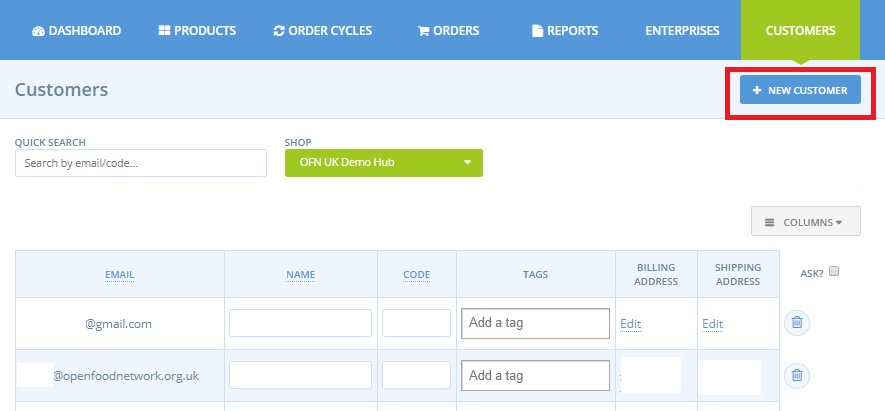 DASHBOARD PRODUCTS ORDER CYCLES ORDERS REPORTS ENTERPRISES CUSTOMERS
Customers + NEW CUSTOMER
QUICK SEARCH SHOP
Search by email/code... OFN UK Demo Hub
COLUMNS
EMAIL NAME CODE TAGS BILLING ADDRESS SHIPPING ADDRESS ASK?
@gmail.com Add a tag Edit Edit
@openfoodnetwork.org.uk Add a tag